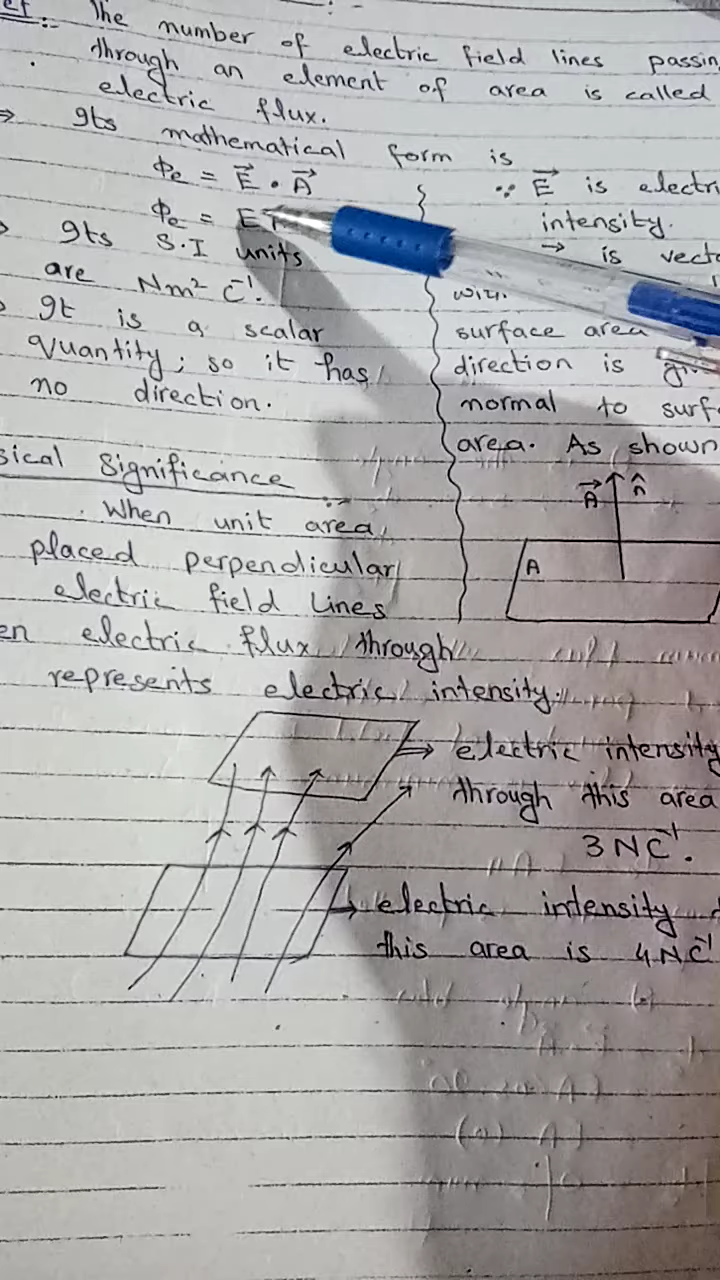 ef:- The number of electric field lines passin
through an element of area is called
electric flux.
⇒ Its mathematical form is
Φe = E⃗ . A⃗
Φe = E
Its S.I units
are Nm² C⁻¹.
It is a scalar
quantity; so it has
no direction.
∵ E⃗ is electri
intensity.
→ is vect
surface area
direction is
normal to surf
area. As shown
A⃗ n̂
A
sical Significance
When unit area
placed perpendicular
electric field lines
en electric flux through
represents electric intensity.
⇒ electric intensity
through this area
3 NC⁻¹.
→ electric intensity
this area is 4 NC⁻¹